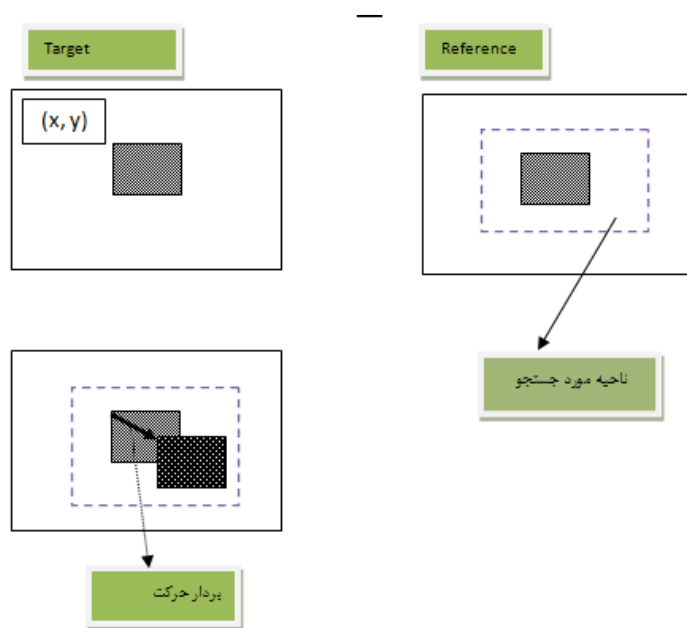 Target
Reference
(x, y)
ناحیه مورد جستجو
بردار حرکت